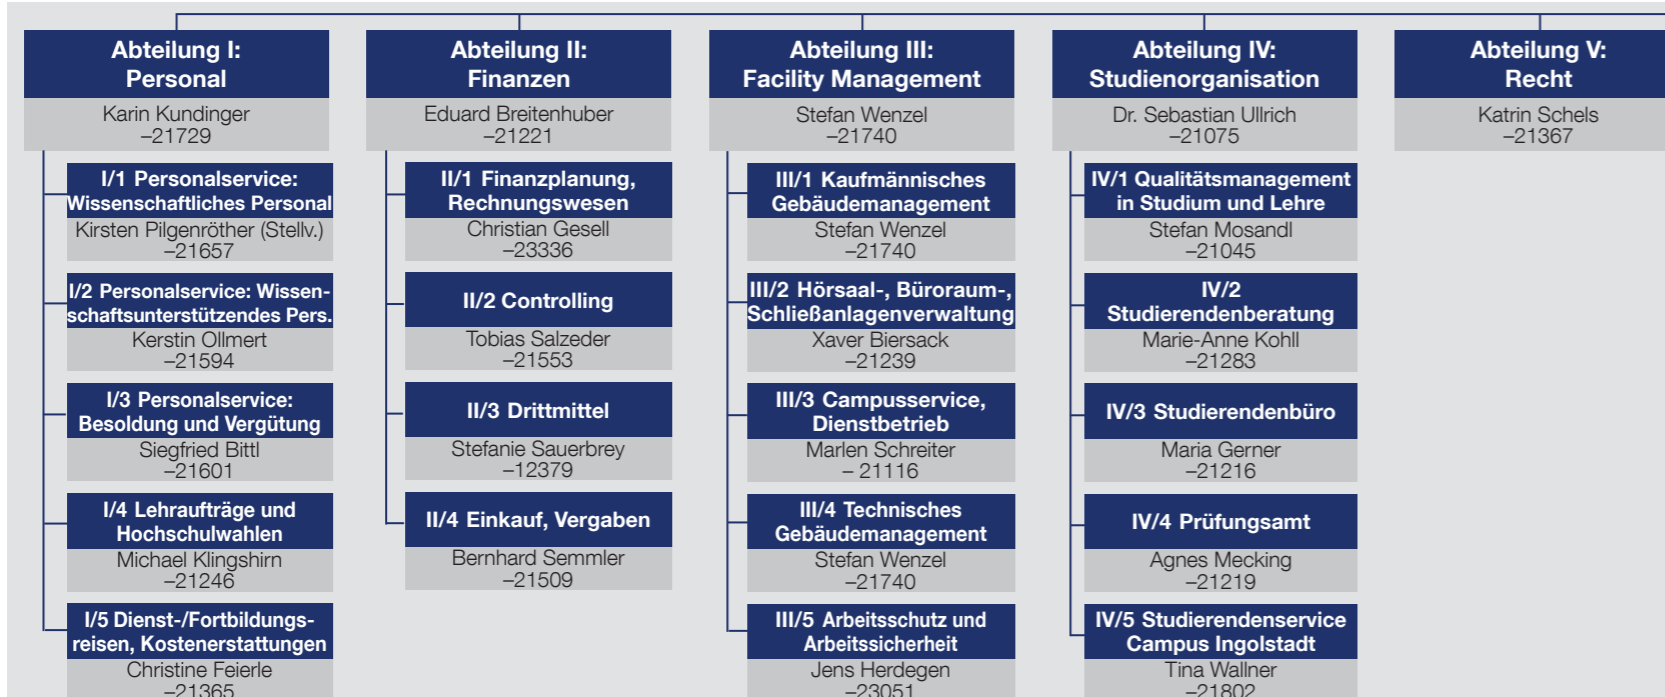 Abteilung I:
Personal
Karin Kundinger
–21729
I/1 Personalservice:
Wissenschaftliches Personal
Kirsten Pilgenröther (Stellv.)
–21657
I/2 Personalservice: Wissen-
schaftsunterstützendes Pers.
Kerstin Ollmert
–21594
I/3 Personalservice:
Besoldung und Vergütung
Siegfried Bittl
–21601
I/4 Lehraufträge und
Hochschulwahlen
Michael Klingshirn
–21246
I/5 Dienst-/Fortbildungs-
reisen, Kostenerstattungen
Christine Feierle
–21365
Abteilung II:
Finanzen
Eduard Breitenhuber
–21221
II/1 Finanzplanung,
Rechnungswesen
Christian Gesell
–23336
II/2 Controlling
Tobias Salzeder
–21553
II/3 Drittmittel
Stefanie Sauerbrey
–12379
II/4 Einkauf, Vergaben
Bernhard Semmler
–21509
Abteilung III:
Facility Management
Stefan Wenzel
–21740
III/1 Kaufmännisches
Gebäudemanagement
Stefan Wenzel
–21740
III/2 Hörsaal-, Büroraum-,
Schließanlagenverwaltung
Xaver Biersack
–21239
III/3 Campusservice,
Dienstbetrieb
Marlen Schreiter
– 21116
III/4 Technisches
Gebäudemanagement
Stefan Wenzel
–21740
III/5 Arbeitsschutz und
Arbeitssicherheit
Jens Herdegen
–23051
Abteilung IV:
Studienorganisation
Dr. Sebastian Ullrich
–21075
IV/1 Qualitätsmanagement
in Studium und Lehre
Stefan Mosandl
–21045
IV/2
Studierendenberatung
Marie-Anne Kohll
–21283
IV/3 Studierendenbüro
Maria Gerner
–21216
IV/4 Prüfungsamt
Agnes Mecking
–21219
IV/5 Studierendenservice
Campus Ingolstadt
Tina Wallner
–21802
Abteilung V:
Recht
Katrin Schels
–21367